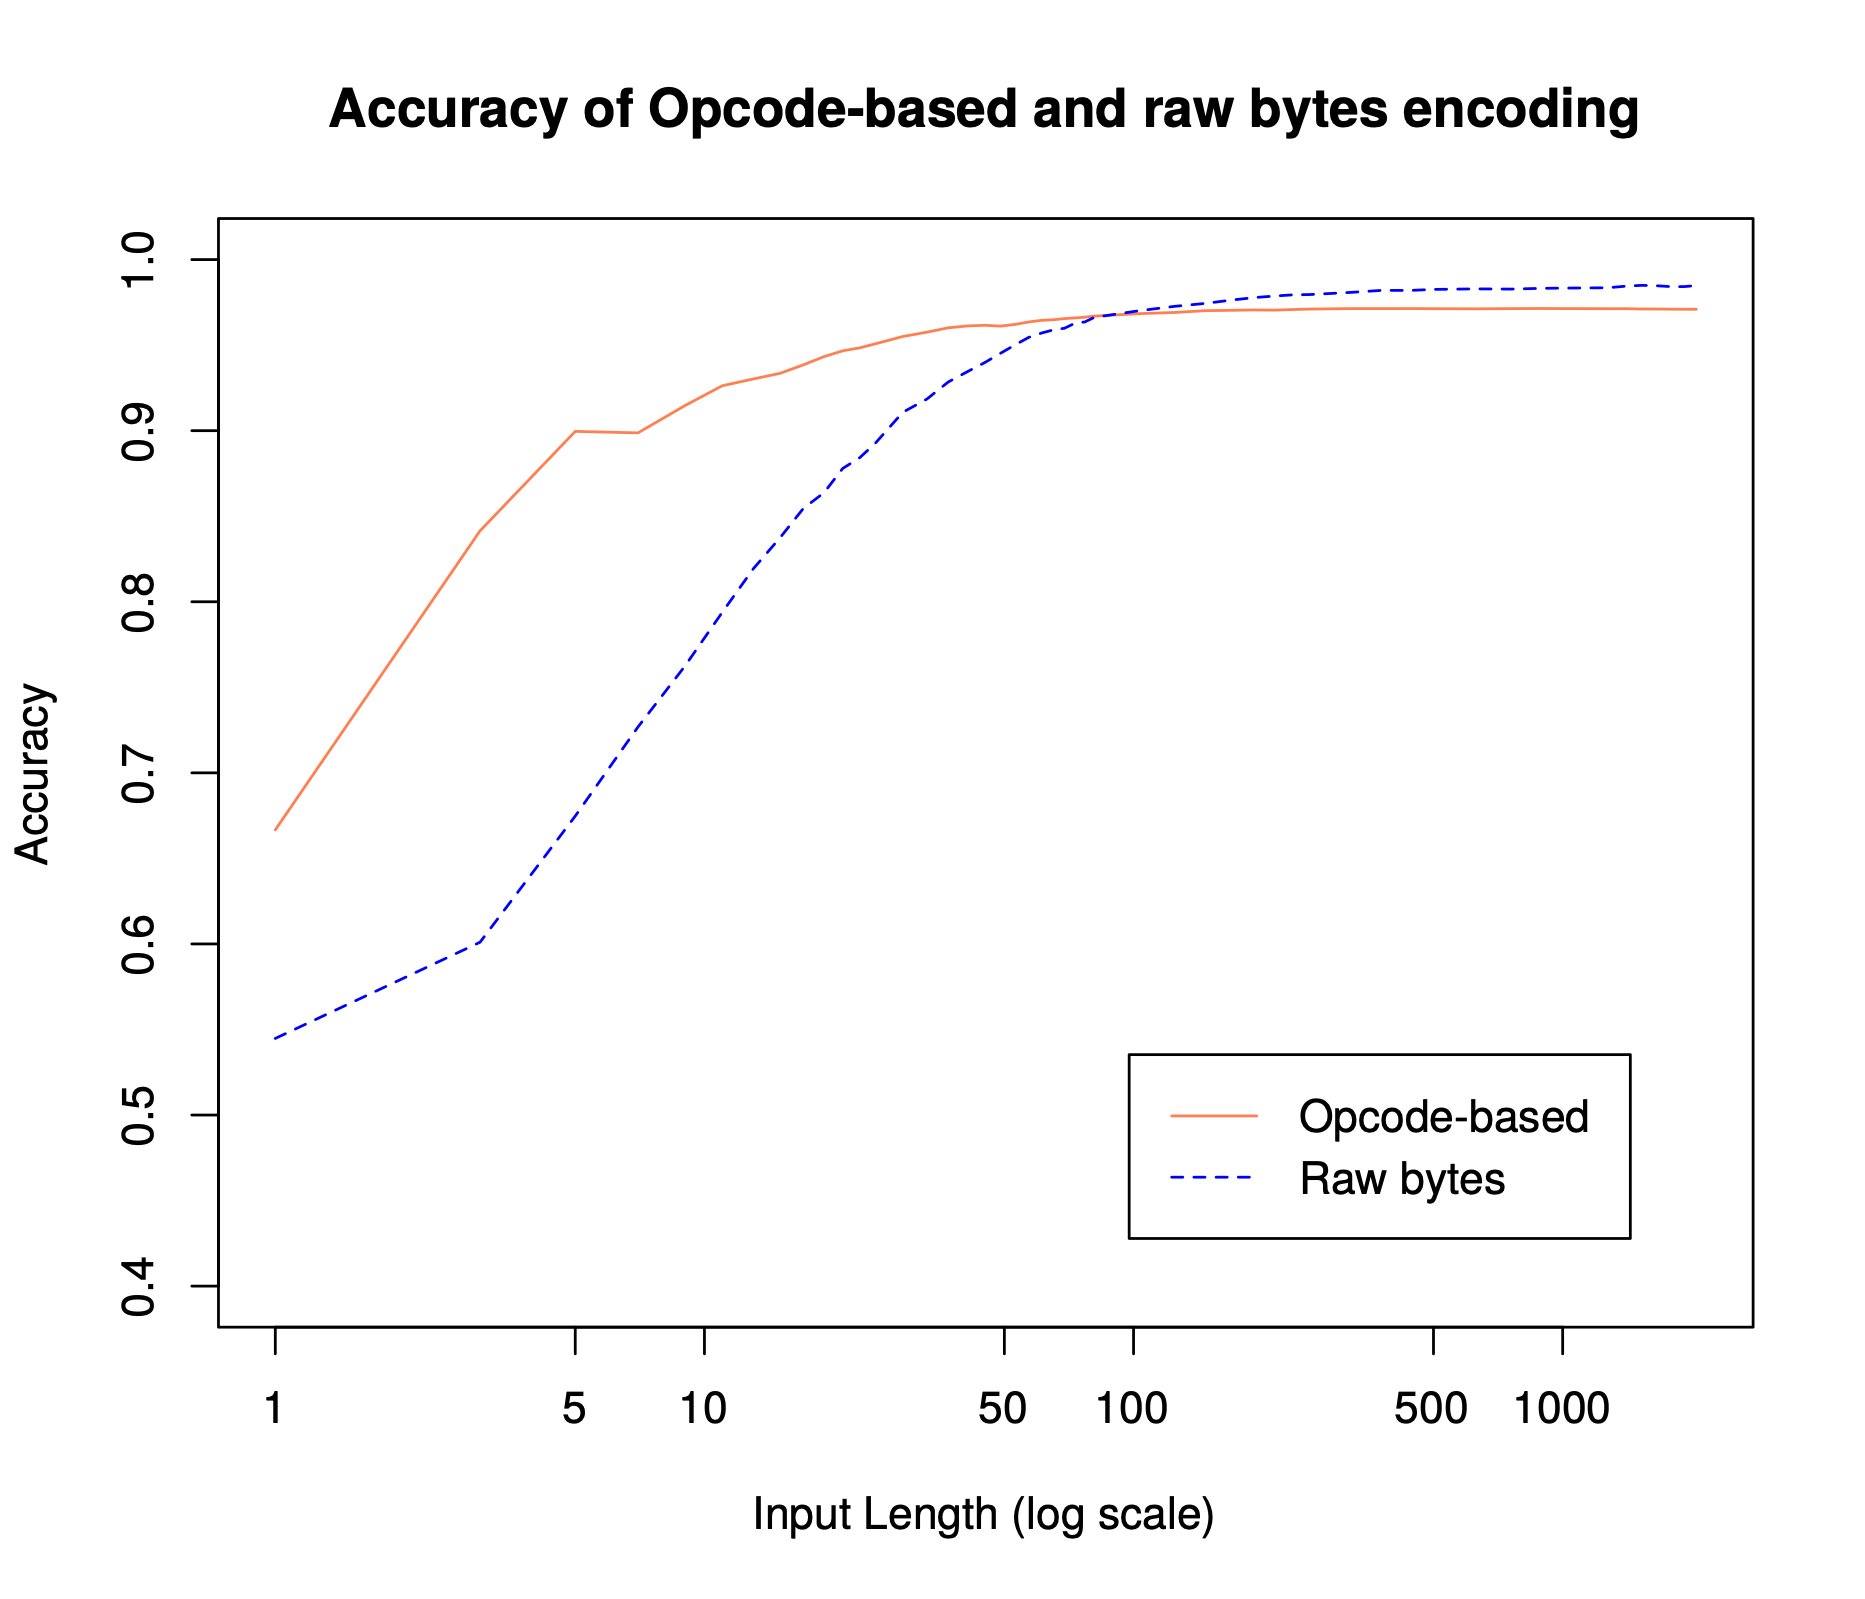 Accuracy of Opcode-based and raw bytes encoding
Accuracy
1.0
0.9
0.8
0.7
0.6
0.5
0.4
Opcode-based
Raw bytes
1 5 10 50 100 500 1000
Input Length (log scale)